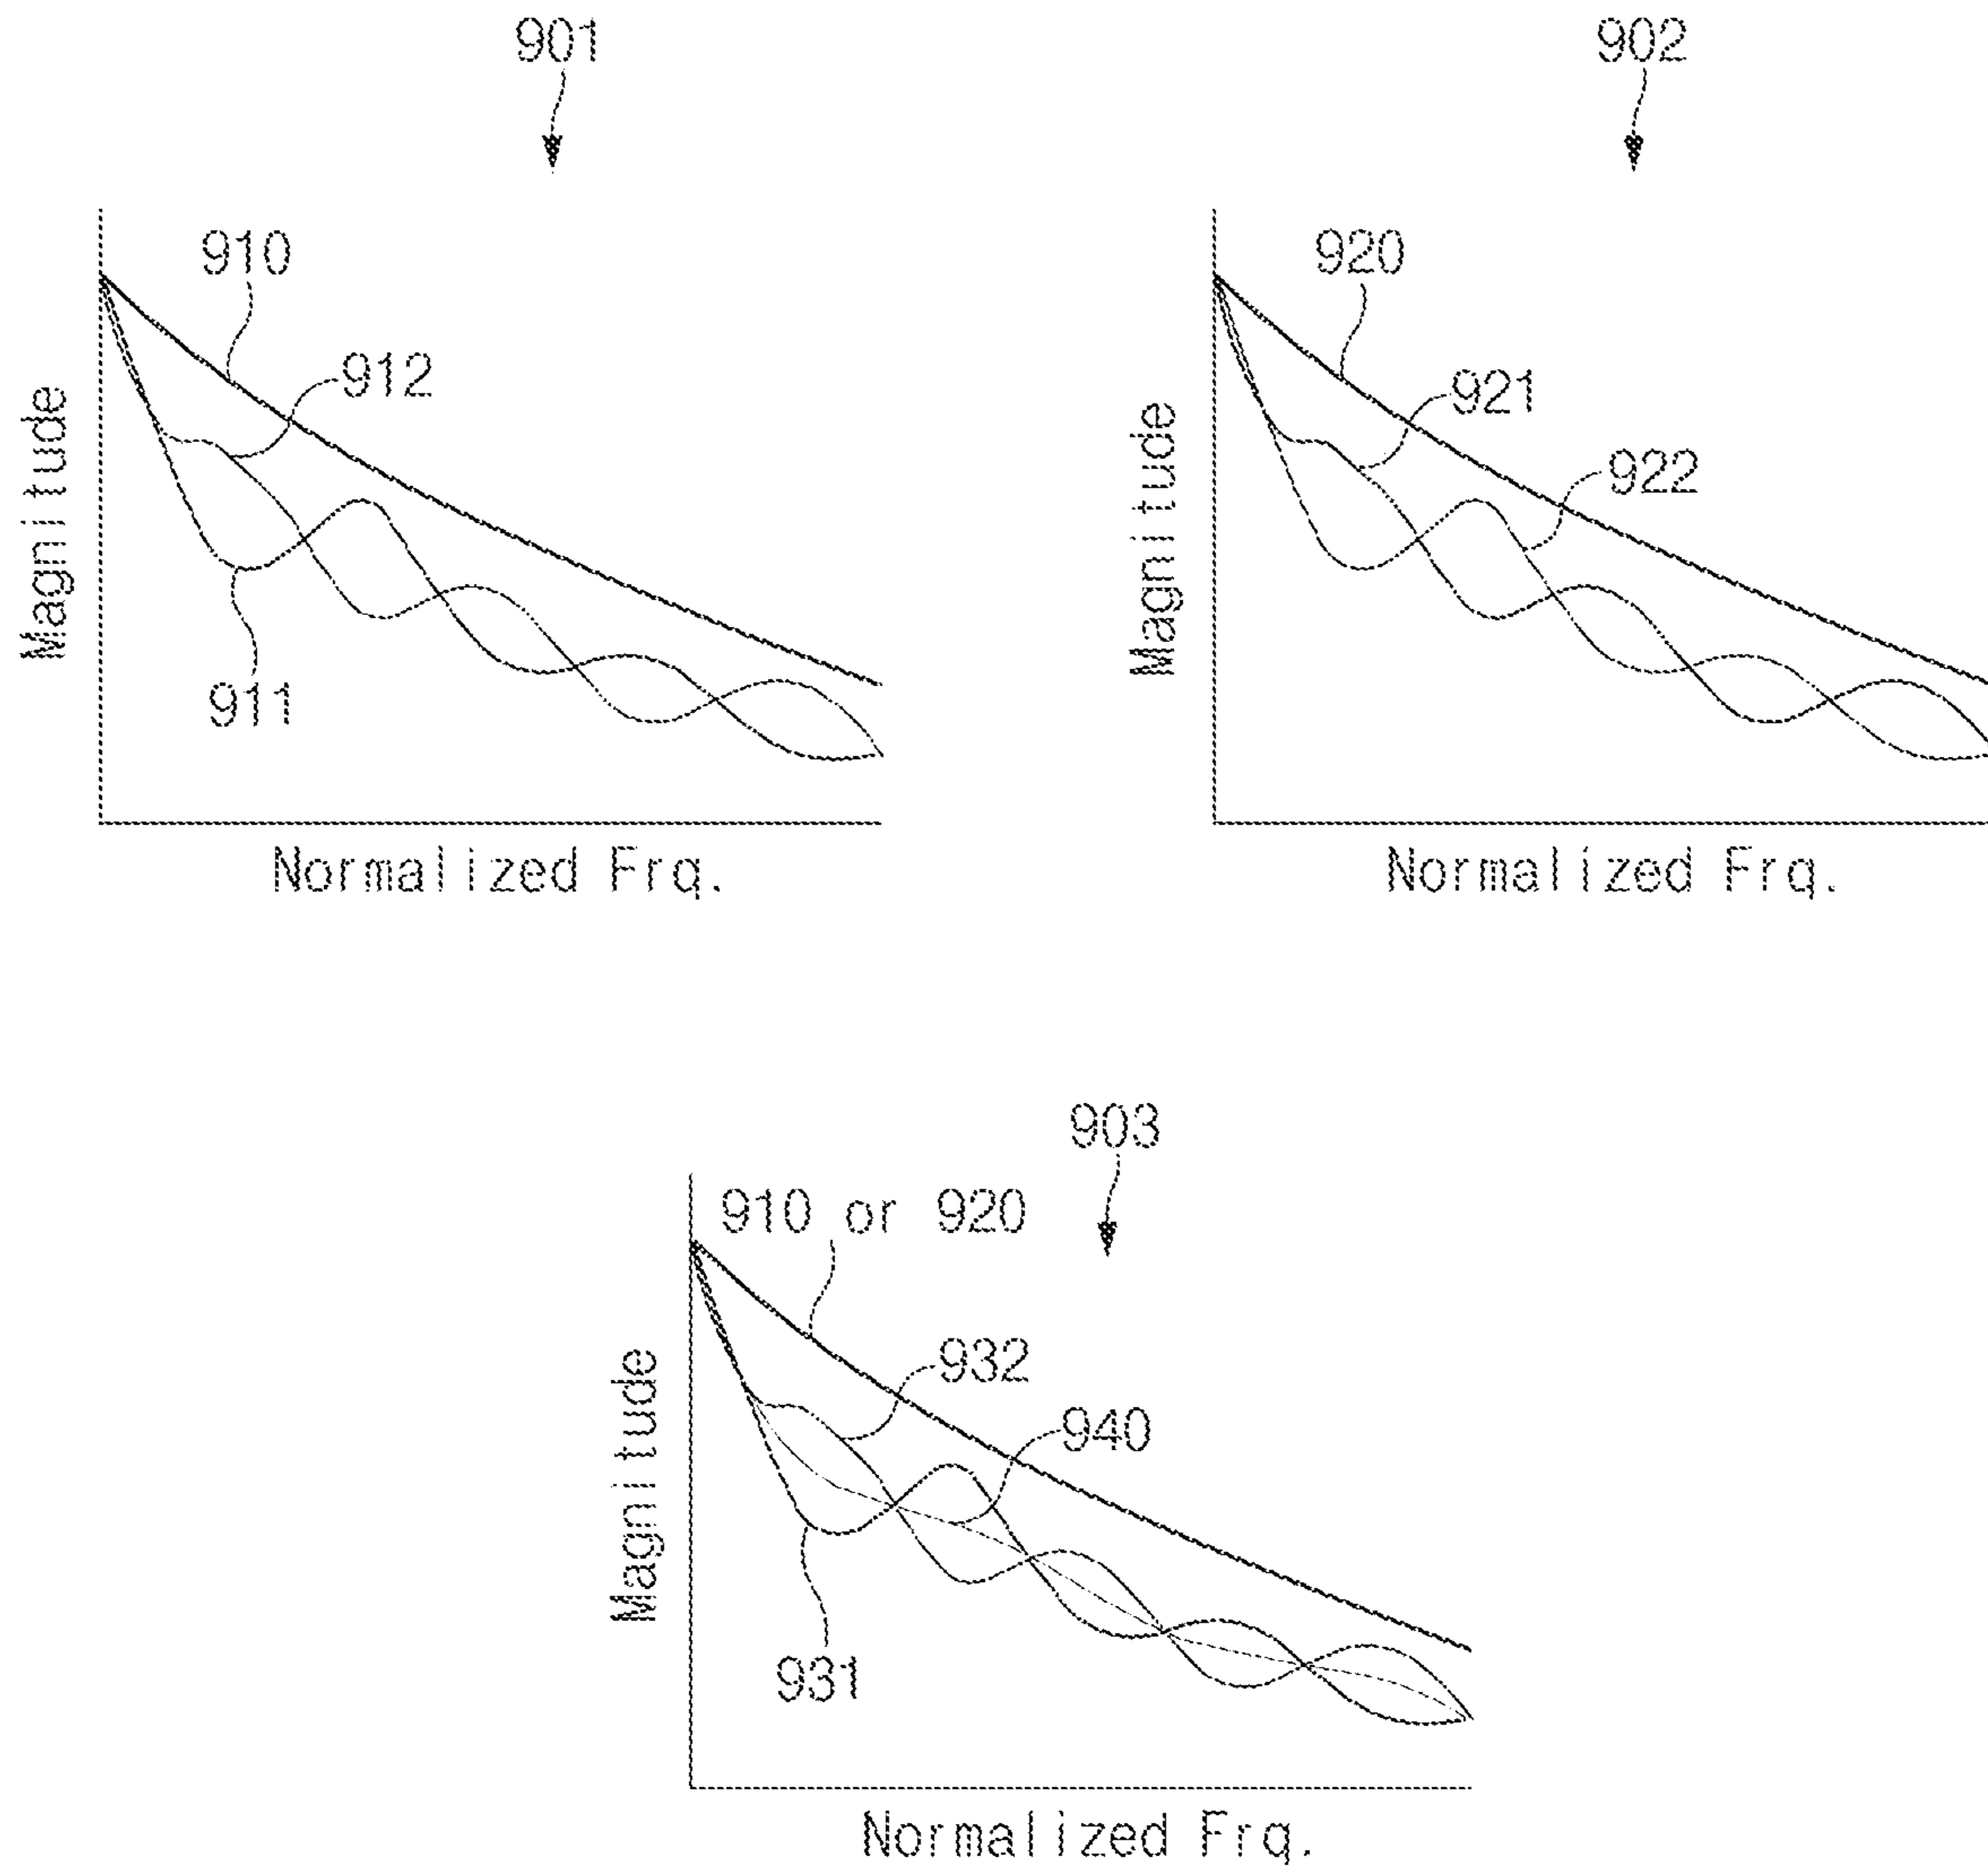 901
910
912
911
Magnitude
Normalized Frq.
902
920
921
922
Magnitude
Normalized Frq.
903
910 or 920
932
940
931
Magnitude
Normalized Frq.